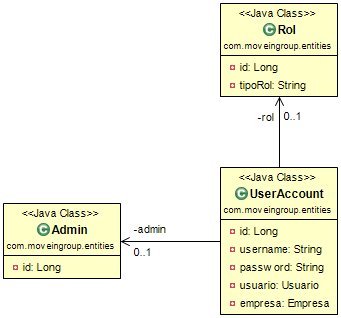 <<Java Class>>
C Rol
com.moveingroup.entities
id: Long
tipoRol: String
-rol
0..1
<<Java Class>>
C UserAccount
com.moveingroup.entities
id: Long
username: String
password: String
usuario: Usuario
empresa: Empresa
-admin
0..1
<<Java Class>>
C Admin
com.moveingroup.entities
id: Long